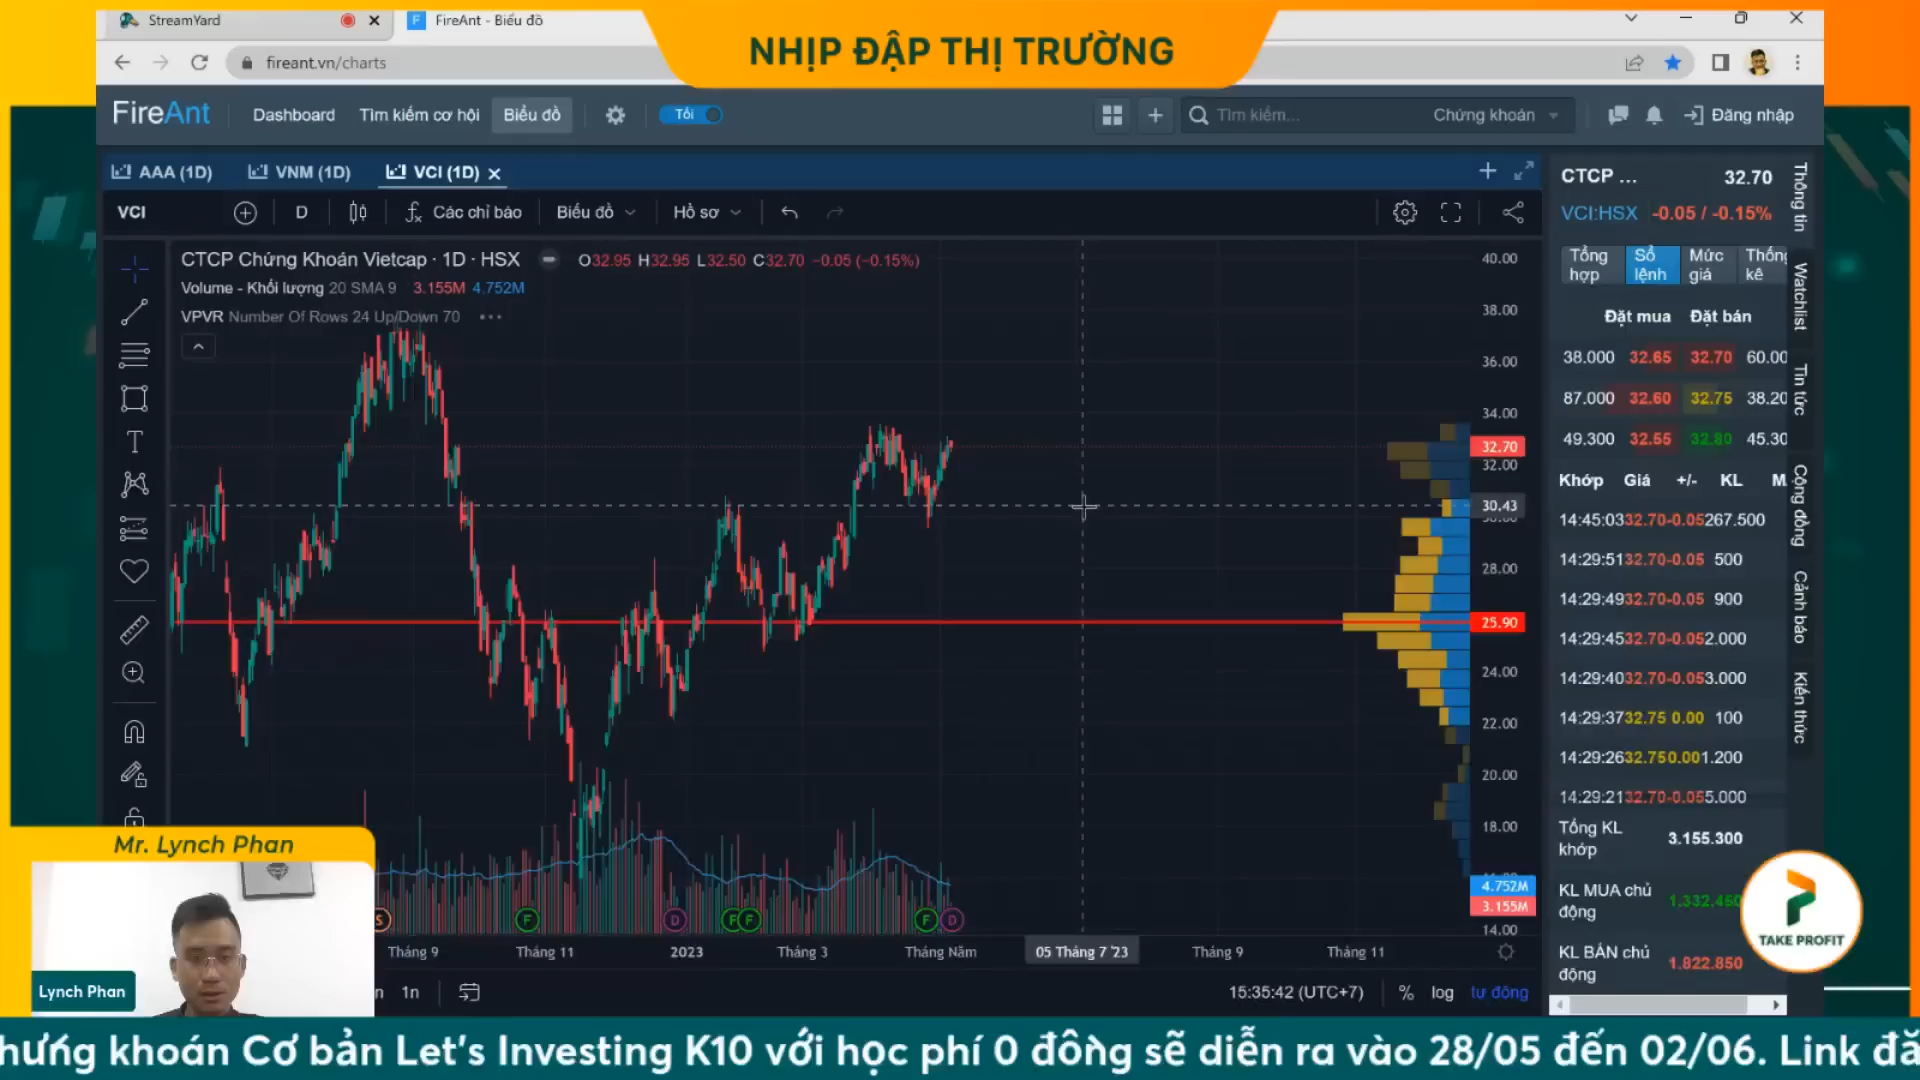 StreamYard
FireAnt - Biểu đồ
NHỊP ĐẬP THỊ TRƯỜNG
fireant.vn/charts
FireAnt
Dashboard
Tìm kiếm cơ hội
Biểu đồ
Tối
Tìm kiếm...
Chứng khoán
Đăng nhập
AAA (1D)
VNM (1D)
VCI (1D)
VCI
D
Các chỉ báo
Biểu đồ
Hồ sơ
CTCP Chứng Khoán Vietcap · 1D · HSX
O32.95 H32.95 L32.50 C32.70 -0.05 (-0.15%)
Volume - Khối lượng 20 SMA 9 3.155M 4.752M
VPVR Number Of Rows 24 Up/Down 70
40.00
38.00
36.00
34.00
32.70
32.00
30.43
28.00
25.90
24.00
22.00
20.00
18.00
4.752M
3.155M
14.00
S
F
D
F
F
F
D
Tháng 9
Tháng 11
2023
Tháng 3
Tháng Năm
05 Tháng 7 '23
Tháng 9
Tháng 11
n
1n
15:35:42 (UTC+7)
%
log
tự động
CTCP ...
32.70
VCI:HSX
-0.05 / -0.15%
Tổng hợp
Sổ lệnh
Mức giá
Thống kê
Đặt mua Đặt bán
38.000 32.65 32.70 60.00
87.000 32.60 32.75 38.20
49.300 32.55 32.80 45.30
Khớp Giá +/- KL M
14:45:03 32.70 -0.05 267.500
14:29:51 32.70 -0.05 500
14:29:49 32.70 -0.05 900
14:29:45 32.70 -0.05 2.000
14:29:40 32.70 -0.05 3.000
14:29:37 32.75 0.00 100
14:29:26 32.75 0.00 1.200
14:29:21 32.70 -0.05 5.000
Tổng KL khớp
3.155.300
KL MUA chủ động
1.332.450
KL BÁN chủ động
1.822.850
Thông tin
Watchlist
Tin tức
Cộng đồng
Cảnh báo
Kiến thức
TAKE PROFIT
Mr. Lynch Phan
Lynch Phan
hứng khoán Cơ bản Let's Investing K10 với học phí 0 đồng sẽ diễn ra vào 28/05 đến 02/06. Link đă